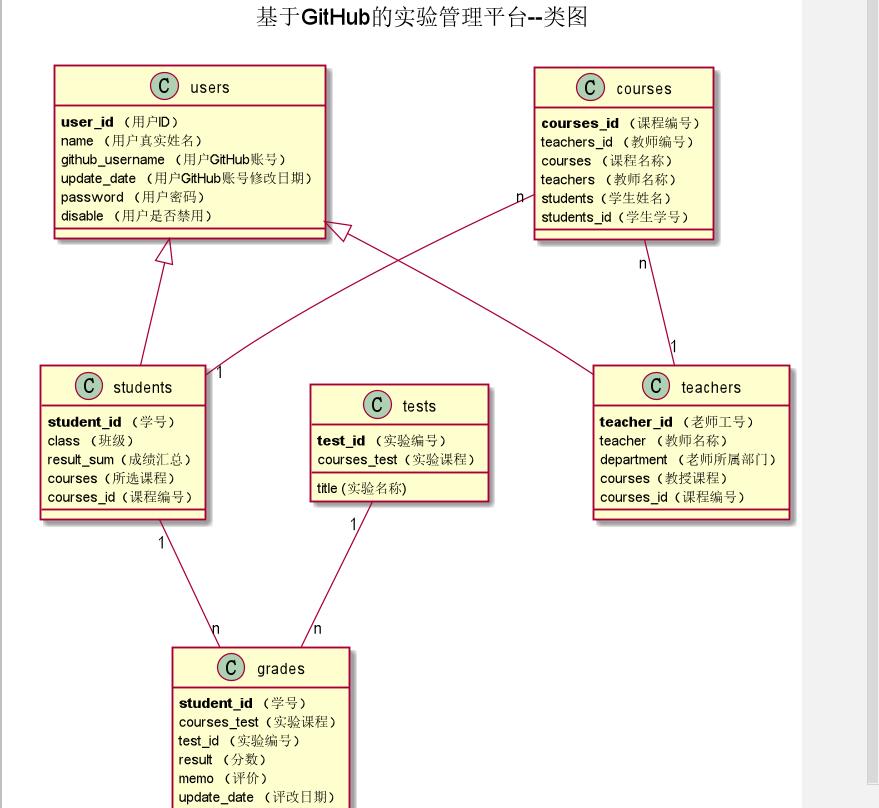 基于GitHub的实验管理平台--类图
C users
user_id （用户ID）
name （用户真实姓名）
github_username （用户GitHub账号）
update_date （用户GitHub账号修改日期）
password （用户密码）
disable （用户是否禁用）
C courses
courses_id （课程编号）
teachers_id （教师编号）
courses （课程名称）
teachers （教师名称）
students （学生姓名）
students_id （学生学号）
n
n
1
1
C students
student_id （学号）
class （班级）
result_sum（成绩汇总）
courses （所选课程）
courses_id（课程编号）
C tests
test_id （实验编号）
courses_test（实验课程）
title (实验名称)
C teachers
teacher_id （老师工号）
teacher （教师名称）
department （老师所属部门）
courses（教授课程）
courses_id（课程编号）
1
1
n
n
C grades
student_id （学号）
courses_test（实验课程）
test_id （实验编号）
result （分数）
memo （评价）
update_date （评改日期）